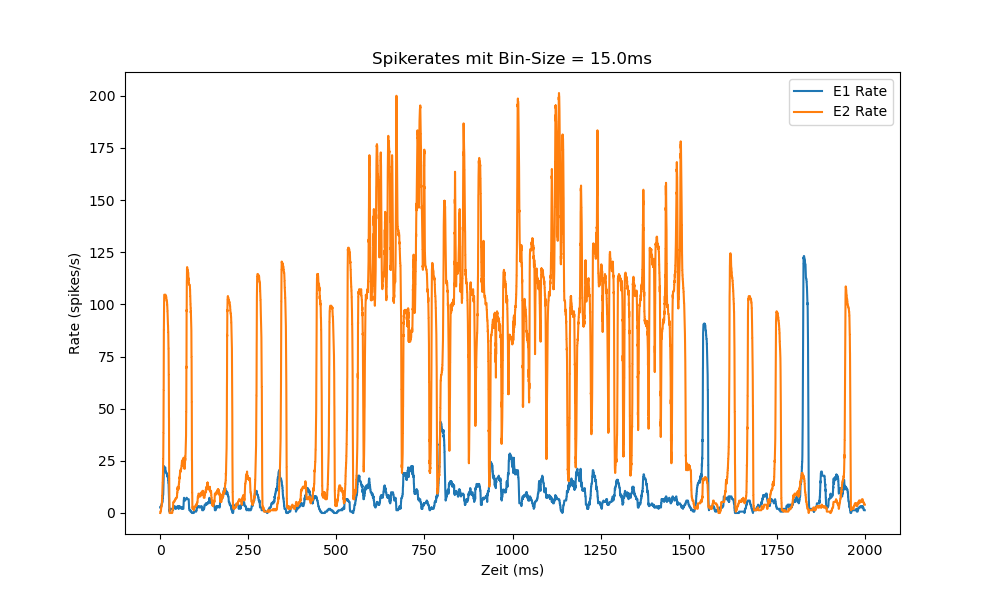 Spikerates mit Bin-Size = 15.0ms
E1 Rate
E2 Rate
200
175
150
125
100
75
50
25
0
Rate (spikes/s)
0 250 500 750 1000 1250 1500 1750 2000
Zeit (ms)